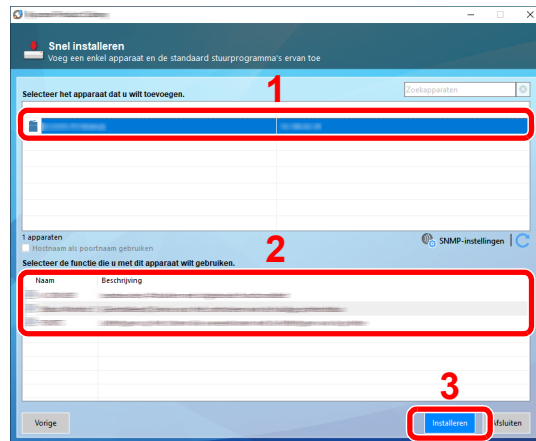 Snel installeren
Voeg een enkel apparaat en de standaard stuurprogramma's ervan toe
1
Selecteer het apparaat dat u wilt toevoegen.
Zoekapparaten
1 apparaten
Hostnaam als poortnaam gebruiken
SNMP-instellingen
2
Selecteer de functie die u met dit apparaat wilt gebruiken.
Naam Beschrijving
3
Vorige
Installeren
Afsluiten